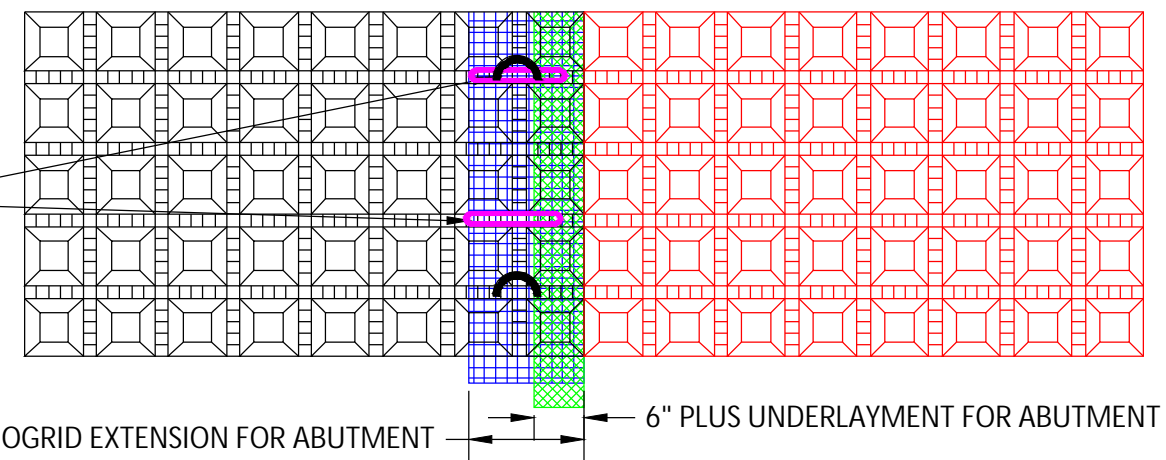 6" PLUS UNDERLAYMENT FOR ABUTMENT
OGRID EXTENSION FOR ABUTMENT